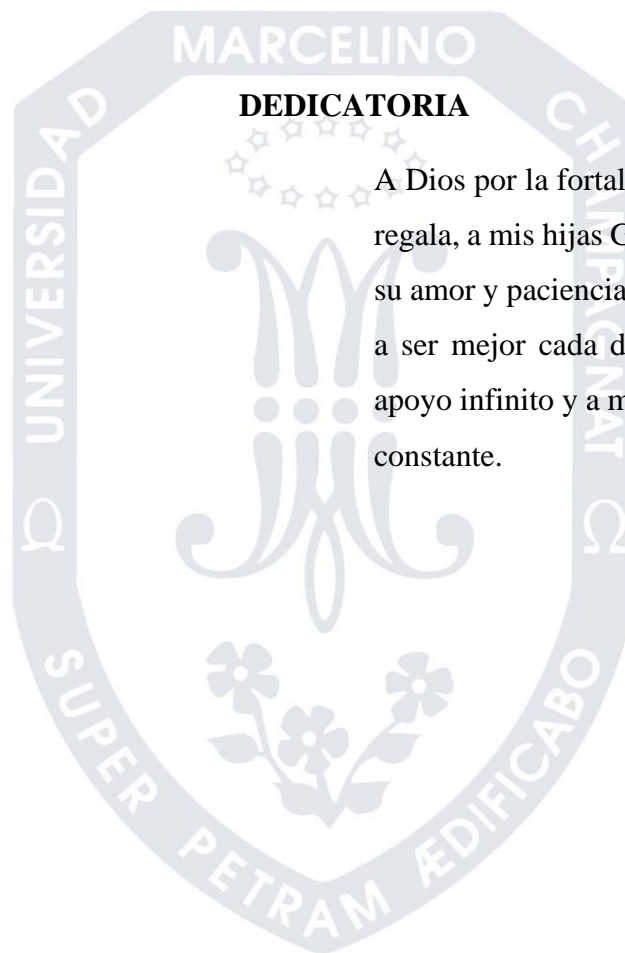 MARCELINO
UNIVERSIDAD
CHAMPAGNAT
DEDICATORIA
A Dios por la
regala, a mis hijas
su amor y paciencia
a ser mejor cada
apoyo infinito y a
constante.
Ω
Ω
SUPER PETRAM ÆDIFICABO